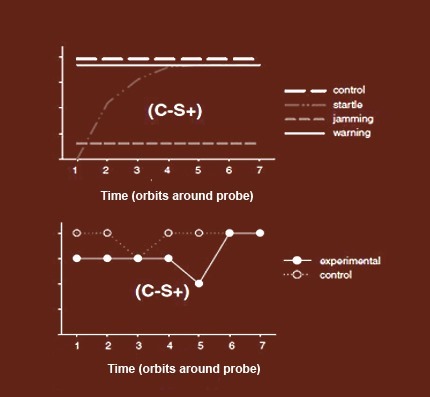 control
startle
jamming
warning
(C-S+)
1 2 3 4 5 6 7
Time (orbits around probe)
experimental
control
(C-S+)
1 2 3 4 5 6 7
Time (orbits around probe)